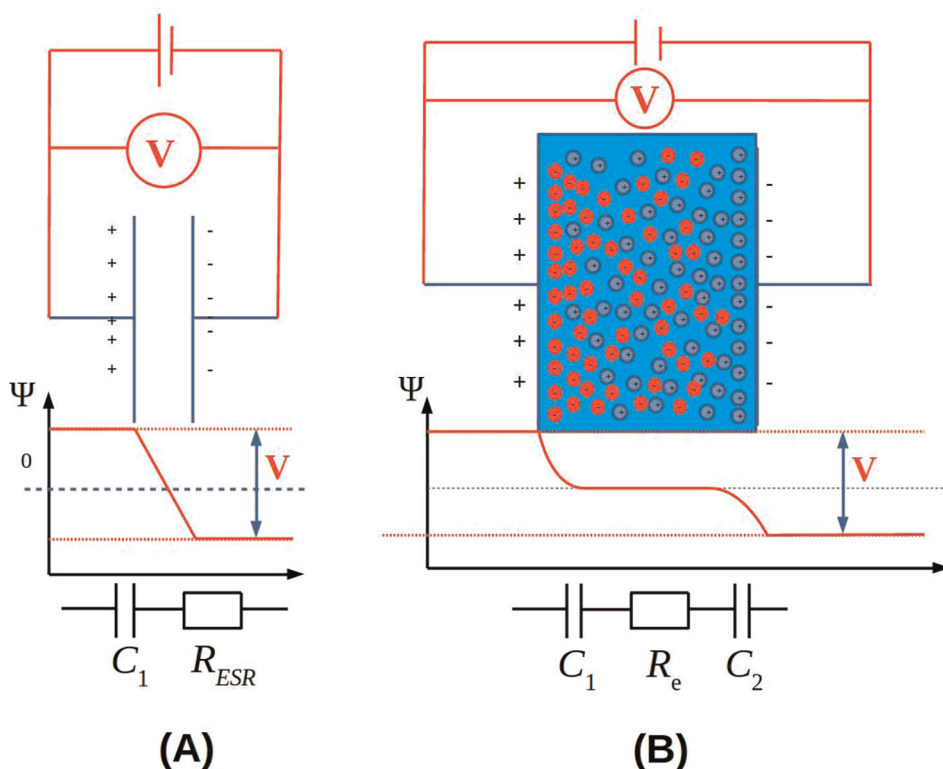 V
+ -
+ -
+ -
+ -
+ -
+ -
Ψ
0
V
C1
RESR
(A)
V
+ -
+ -
+ -
+ -
+ -
+ -
Ψ
V
C1
Re
C2
(B)